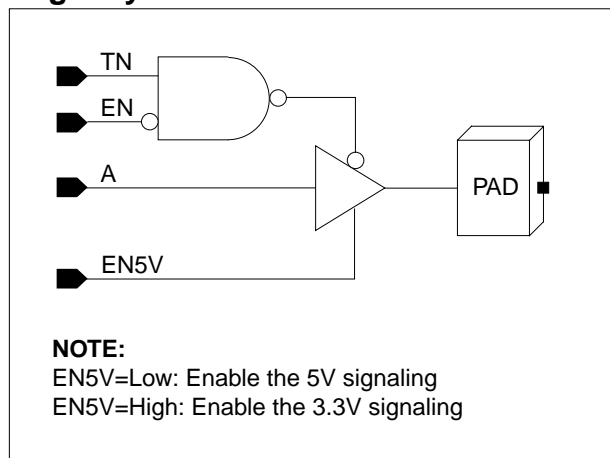 TN
EN
A
PAD
EN5V
NOTE:
EN5V=Low: Enable the 5V signaling
EN5V=High: Enable the 3.3V signaling